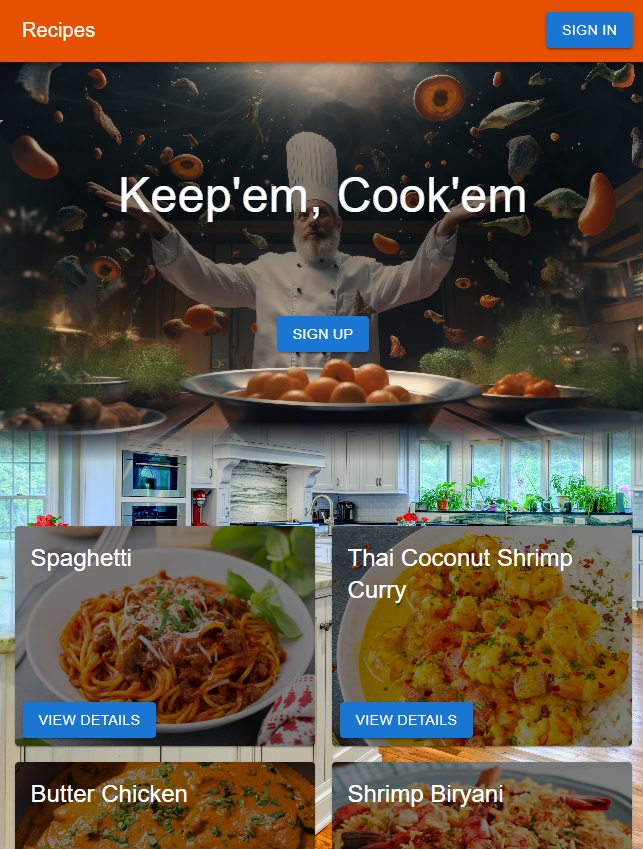 Recipes
SIGN IN
Keep'em, Cook'em
SIGN UP
Spaghetti
Thai Coconut Shrimp
Curry
VIEW DETAILS
VIEW DETAILS
Butter Chicken
Shrimp Biryani